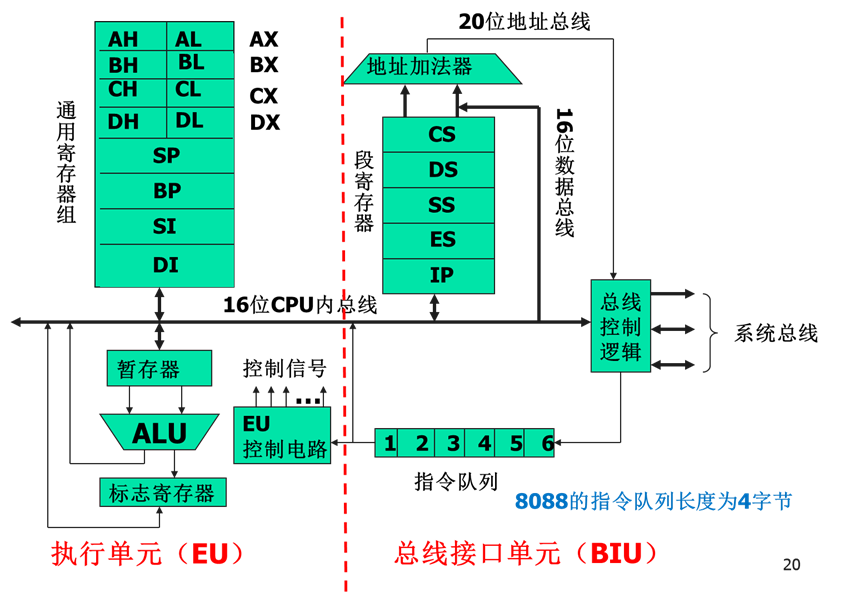 20位地址总线
AH AL AX
BH BL BX
CH CL CX
DH DL DX
SP
BP
SI
DI
通用寄存器组
地址加法器
段寄存器
CS
DS
SS
ES
IP
16位数据总线
16位CPU内总线
总线控制逻辑
系统总线
暂存器
ALU
标志寄存器
控制信号
...
EU
控制电路
1 2 3 4 5 6
指令队列
8088的指令队列长度为4字节
执行单元（EU）
总线接口单元（BIU）
20